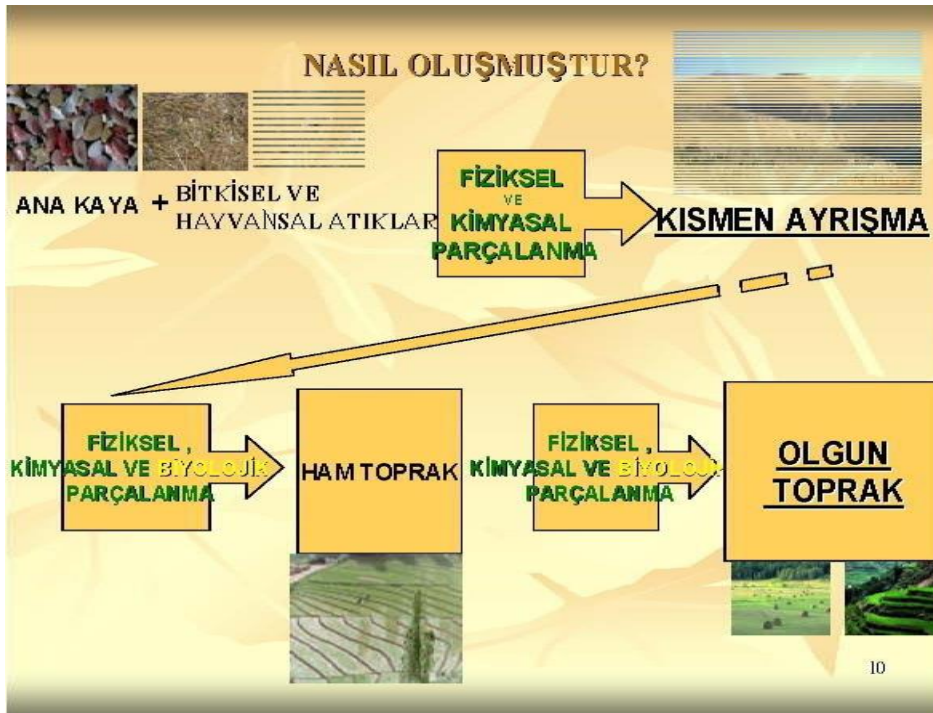 NASIL OLUŞMUŞTUR?
ANA KAYA + BİTKİSEL VE
HAYVANSAL ATIKLAR
FİZİKSEL
VE
KİMYASAL
PARÇALANMA
KISMEN AYRIŞMA
FİZİKSEL ,
KİMYASAL VE BİYOLOJİK
PARÇALANMA
HAM TOPRAK
FİZİKSEL ,
KİMYASAL VE BİYOLOJİK
PARÇALANMA
OLGUN
TOPRAK
10